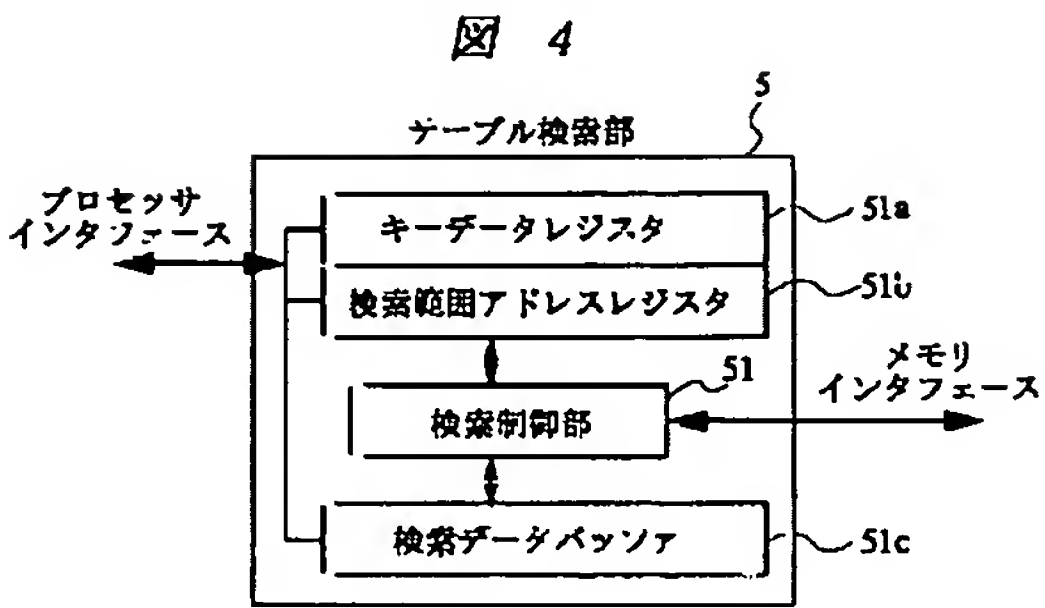 図 4
5
テーブル検索部
プロセッサ
インタフェース
キーデータレジスタ
51a
検索範囲アドレスレジスタ
51b
メモリ
インタフェース
51
検索制御部
検索データバッファ
51c